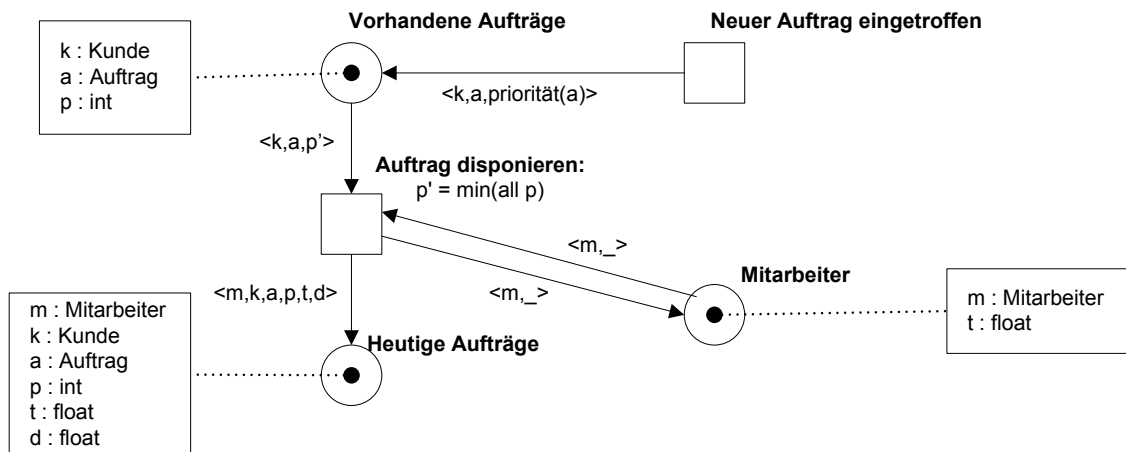 Vorhandene Aufträge
Neuer Auftrag eingetroffen
k : Kunde
a : Auftrag
p : int
<k,a,priorität(a)>
<k,a,p’>
Auftrag disponieren:
p' = min(all p)
<m,_>
<m,_>
Mitarbeiter
m : Mitarbeiter
t : float
<m,k,a,p,t,d>
Heutige Aufträge
m : Mitarbeiter
k : Kunde
a : Auftrag
p : int
t : float
d : float